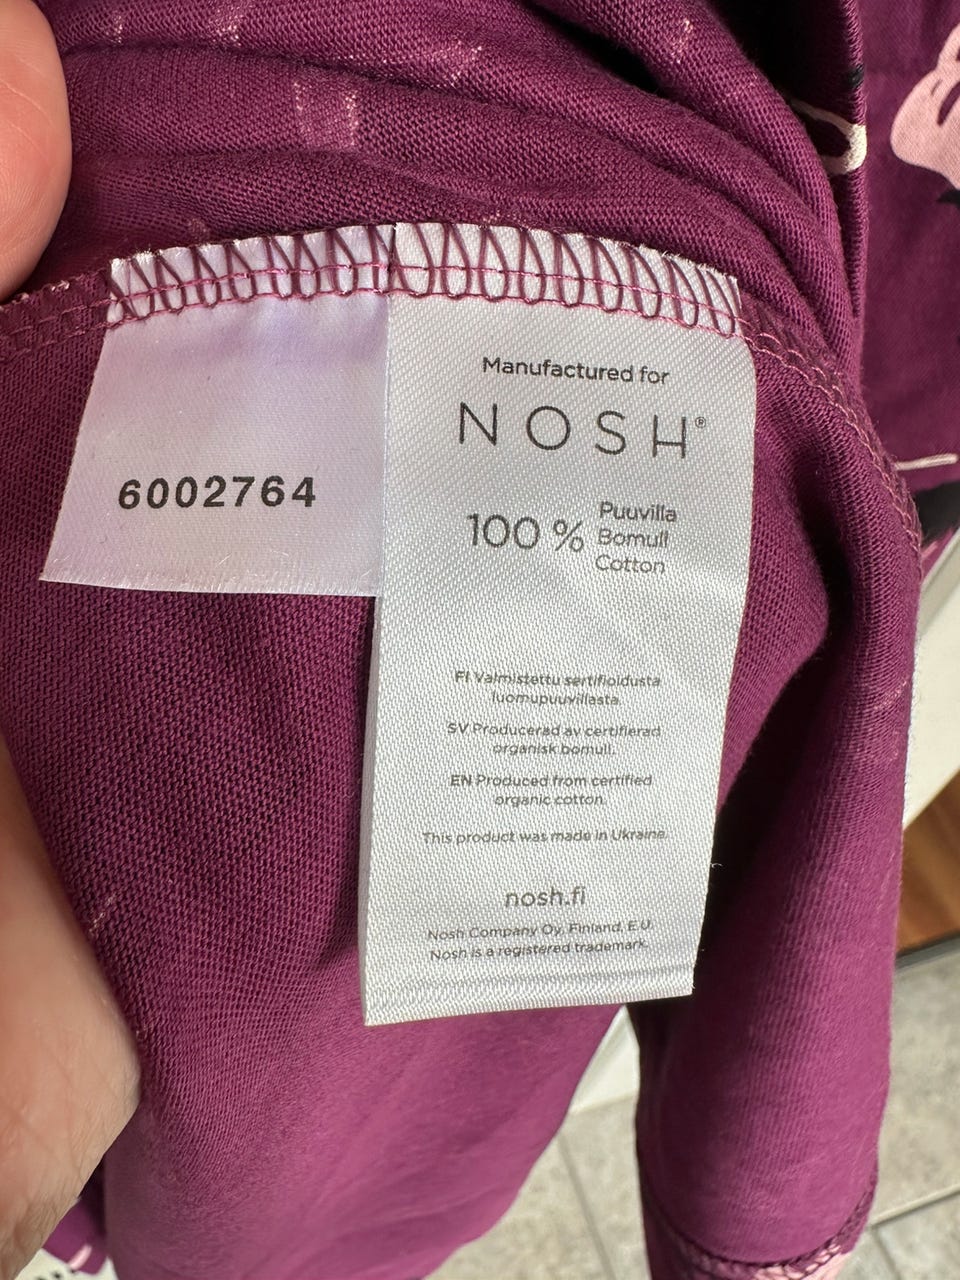 6002764
Manufactured for
NOSH®
100 %
Puuvilla
Bomull
Cotton
FI Valmistettu sertifioidusta
luomupuuvillasta.
SV Producerad av certifierad
organisk bomull.
EN Produced from certified
organic cotton.
This product was made in Ukraine.
nosh.fi
Nosh Company Oy, Finland, E.U.
Nosh is a registered trademark.